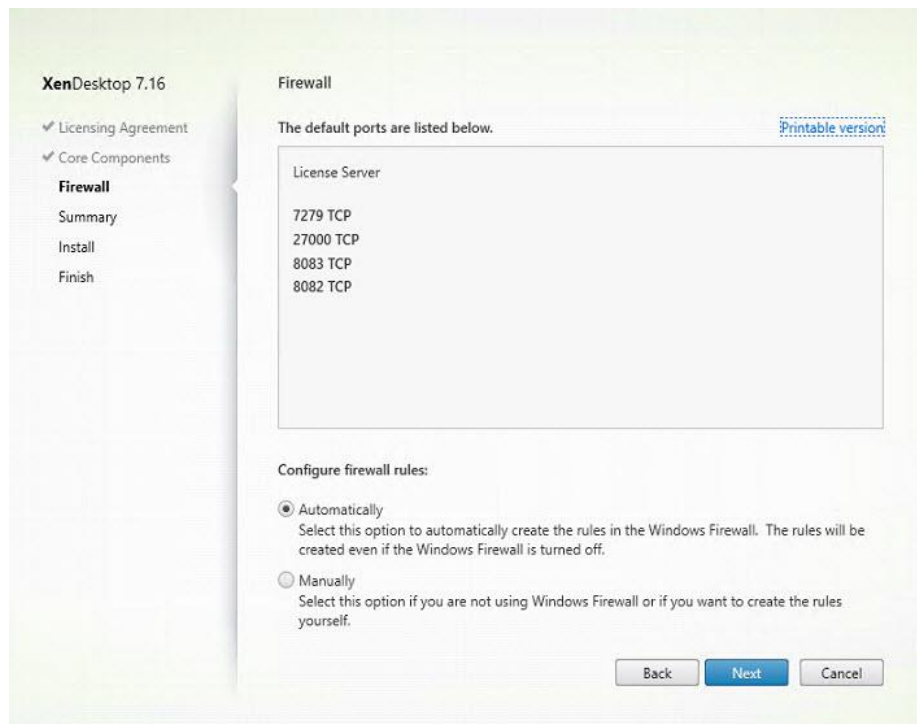 XenDesktop 7.16
Licensing Agreement
Core Components
Firewall
Summary
Install
Finish
Firewall
The default ports are listed below.
Printable version
License Server
7279 TCP
27000 TCP
8083 TCP
8082 TCP
Configure firewall rules:
Automatically
Select this option to automatically create the rules in the Windows Firewall. The rules will be
created even if the Windows Firewall is turned off.
Manually
Select this option if you are not using Windows Firewall or if you want to create the rules
yourself.
Back
Next
Cancel